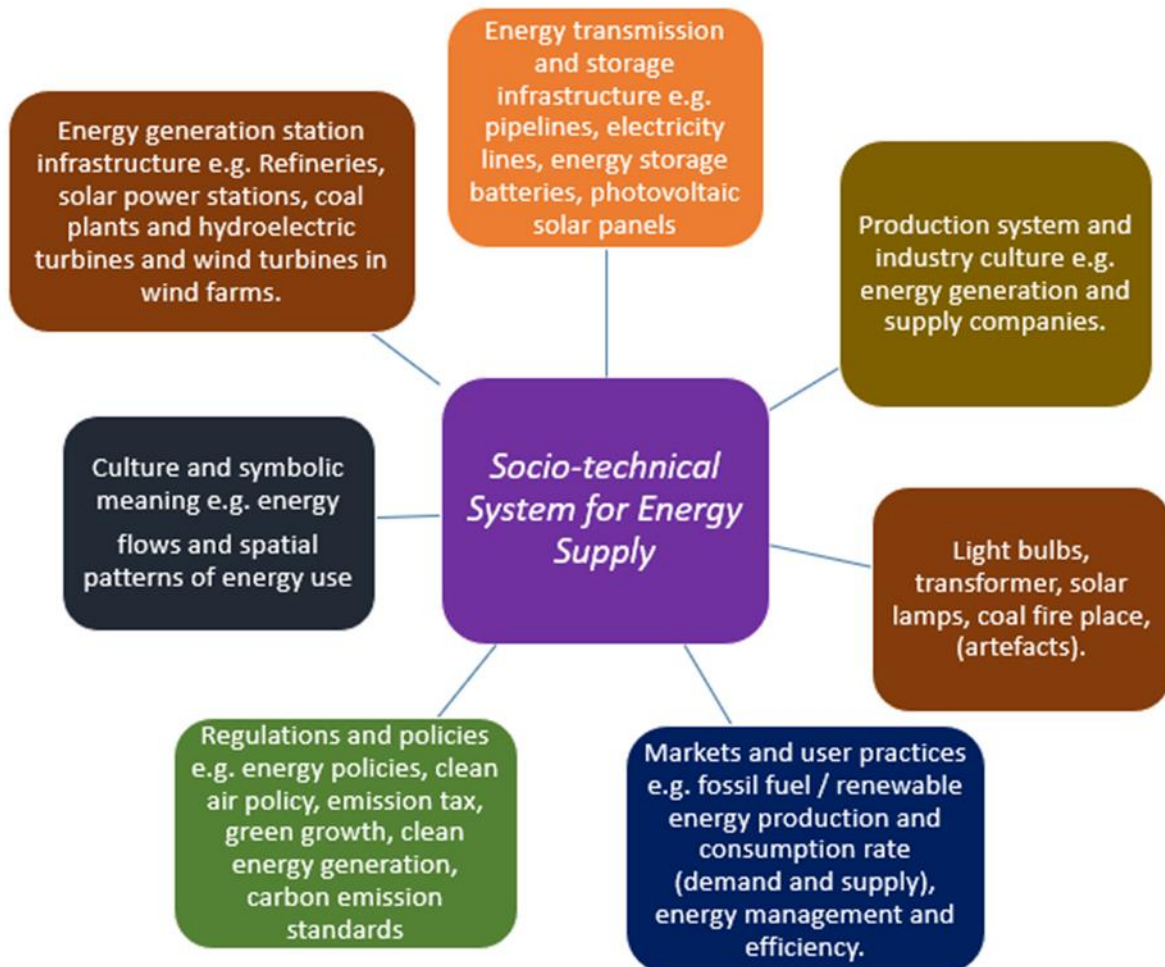 Energy transmission
and storage
infrastructure e.g.
pipelines, electricity
lines, energy storage
batteries, photovoltaic
solar panels
Energy generation station
infrastructure e.g. Refineries,
solar power stations, coal
plants and hydroelectric
turbines and wind turbines in
wind farms.
Production system and
industry culture e.g.
energy generation and
supply companies.
Socio-technical
System for Energy
Supply
Culture and symbolic
meaning e.g. energy
flows and spatial
patterns of energy use
Light bulbs,
transformer, solar
lamps, coal fire place,
(artefacts).
Regulations and policies
e.g. energy policies, clean
air policy, emission tax,
green growth, clean
energy generation,
carbon emission
standards
Markets and user practices
e.g. fossil fuel / renewable
energy production and
consumption rate
(demand and supply),
energy management and
efficiency.